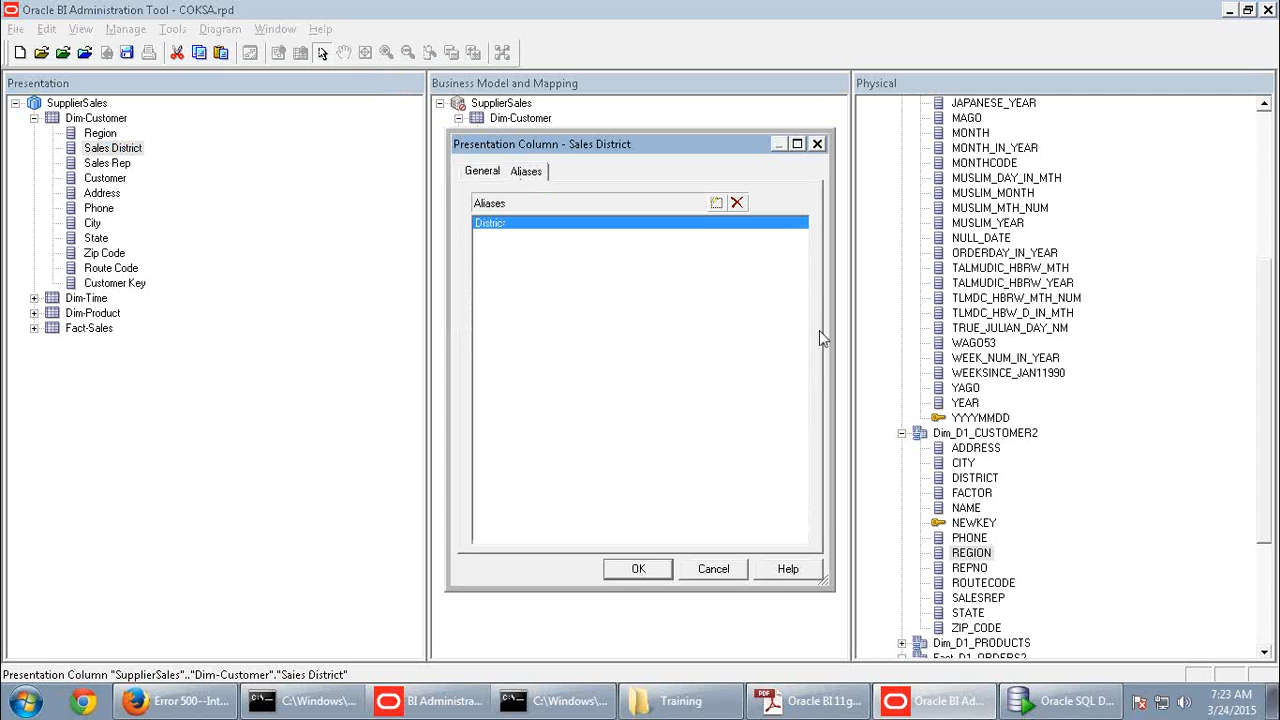 Oracle BI Administration Tool - COKSA.rpd
File Edit View Manage Tools Diagram Window Help
Presentation
SupplierSales
Dim-Customer
Region
Sales District
Sales Rep
Customer
Address
Phone
City
State
Zip Code
Route Code
Customer Key
Dim-Time
Dim-Product
Fact-Sales
Business Model and Mapping
SupplierSales
Dim-Customer
Presentation Column - Sales District
General Aliases
Aliases
District
OK Cancel Help
Physical
JAPANESE_YEAR
MAGO
MONTH
MONTH_IN_YEAR
MONTHCODE
MUSLIM_DAY_IN_MTH
MUSLIM_MONTH
MUSLIM_MTH_NUM
MUSLIM_YEAR
NULL_DATE
ORDERDAY_IN_YEAR
TALMUDIC_HBRW_MTH
TALMUDIC_HBRW_YEAR
TLMDC_HBRW_MTH_NUM
TLMDC_HBW_D_IN_MTH
TRUE_JULIAN_DAY_NM
WAGO53
WEEK_NUM_IN_YEAR
WEEKSINCE_JAN11990
YAGO
YEAR
YYYYMMDD
Dim_D1_CUSTOMER2
ADDRESS
CITY
DISTRICT
FACTOR
NAME
NEWKEY
PHONE
REGION
REPNO
ROUTECODE
SALESREP
STATE
ZIP_CODE
Dim_D1_PRODUCTS
Fact_D1_ORDERS2
Presentation Column "SupplierSales".."Dim-Customer"."Sales District"
Error 500--Int... C:\Windows\... BI Administra... C:\Windows\... Training PDF Oracle BI 11g... Oracle BI Ad... Oracle SQL D...
7:23 AM
3/24/2015